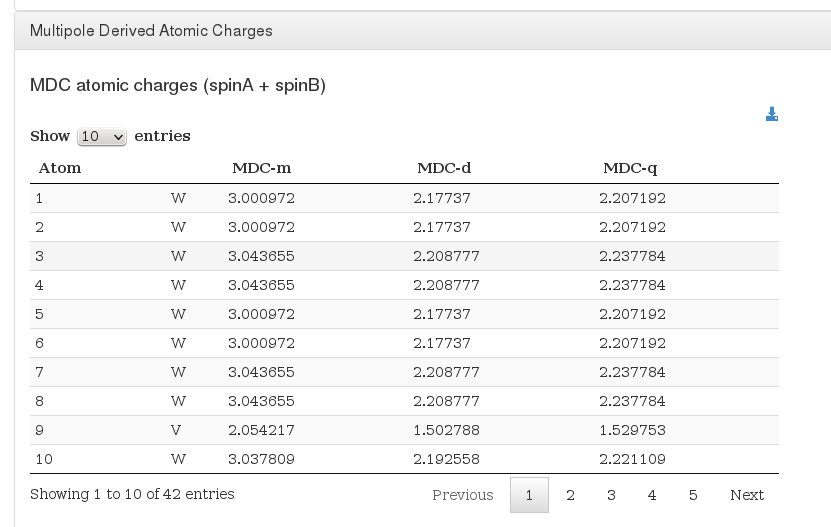 Multipole Derived Atomic Charges
MDC atomic charges (spinA + spinB)
Show 10 entries
Atom MDC-m MDC-d MDC-q
1 W 3.000972 2.17737 2.207192
2 W 3.000972 2.17737 2.207192
3 W 3.043655 2.208777 2.237784
4 W 3.043655 2.208777 2.237784
5 W 3.000972 2.17737 2.207192
6 W 3.000972 2.17737 2.207192
7 W 3.043655 2.208777 2.237784
8 W 3.043655 2.208777 2.237784
9 V 2.054217 1.502788 1.529753
10 W 3.037809 2.192558 2.221109
Showing 1 to 10 of 42 entries Previous 1 2 3 4 5 Next